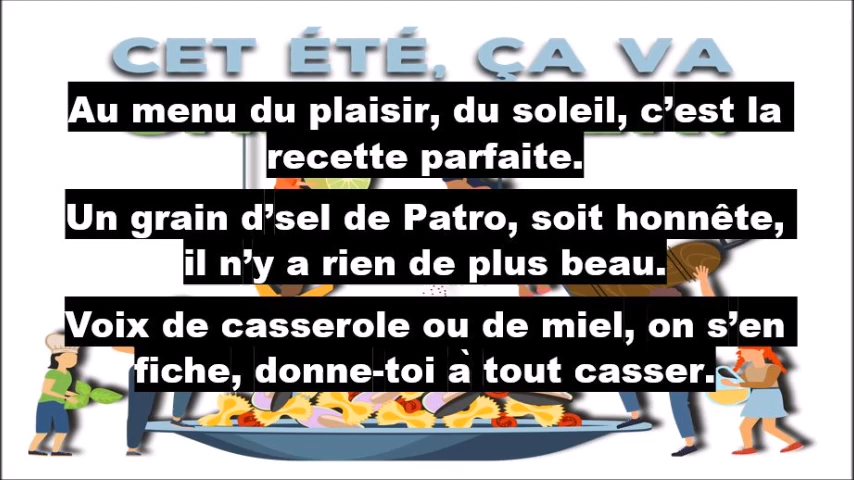 CET ÉTÉ, ÇA VA
Au menu du plaisir, du soleil, c’est la
recette parfaite.
Un grain d’sel de Patro, soit honnête,
il n’y a rien de plus beau.
Voix de casserole ou de miel, on s’en
fiche, donne-toi à tout casser.